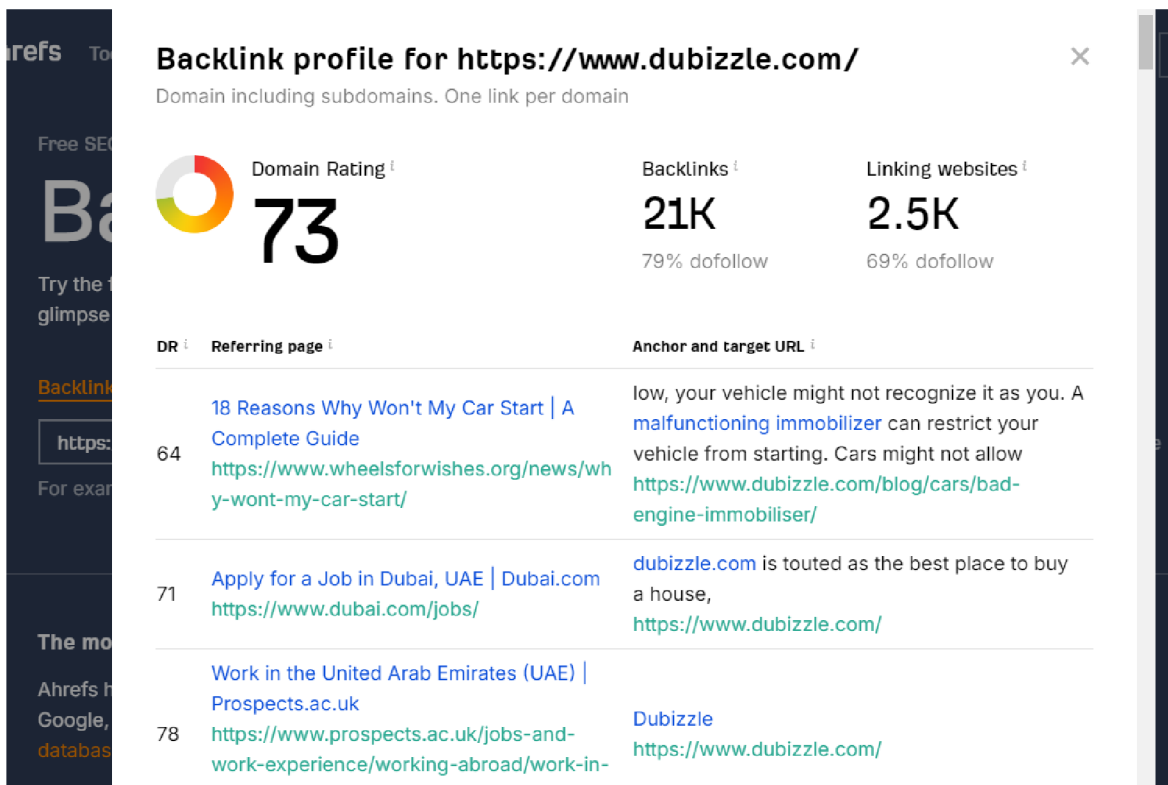 Backlink profile for https://www.dubizzle.com/
Domain including subdomains. One link per domain
Domain Rating i
73
Backlinks i
21K
79% dofollow
Linking websites i
2.5K
69% dofollow
DR i Referring page i Anchor and target URL i
64
18 Reasons Why Won't My Car Start | A
Complete Guide
https://www.wheelsforwishes.org/news/wh
y-wont-my-car-start/
low, your vehicle might not recognize it as you. A
malfunctioning immobilizer can restrict your
vehicle from starting. Cars might not allow
https://www.dubizzle.com/blog/cars/bad-
engine-immobiliser/
71
Apply for a Job in Dubai, UAE | Dubai.com
https://www.dubai.com/jobs/
dubizzle.com is touted as the best place to buy
a house,
https://www.dubizzle.com/
78
Work in the United Arab Emirates (UAE) |
Prospects.ac.uk
https://www.prospects.ac.uk/jobs-and-
work-experience/working-abroad/work-in-
Dubizzle
https://www.dubizzle.com/
Free SEO
Try the
glimpse
Backlink
https:
For exam
The mo
Ahrefs h
Google,
databas